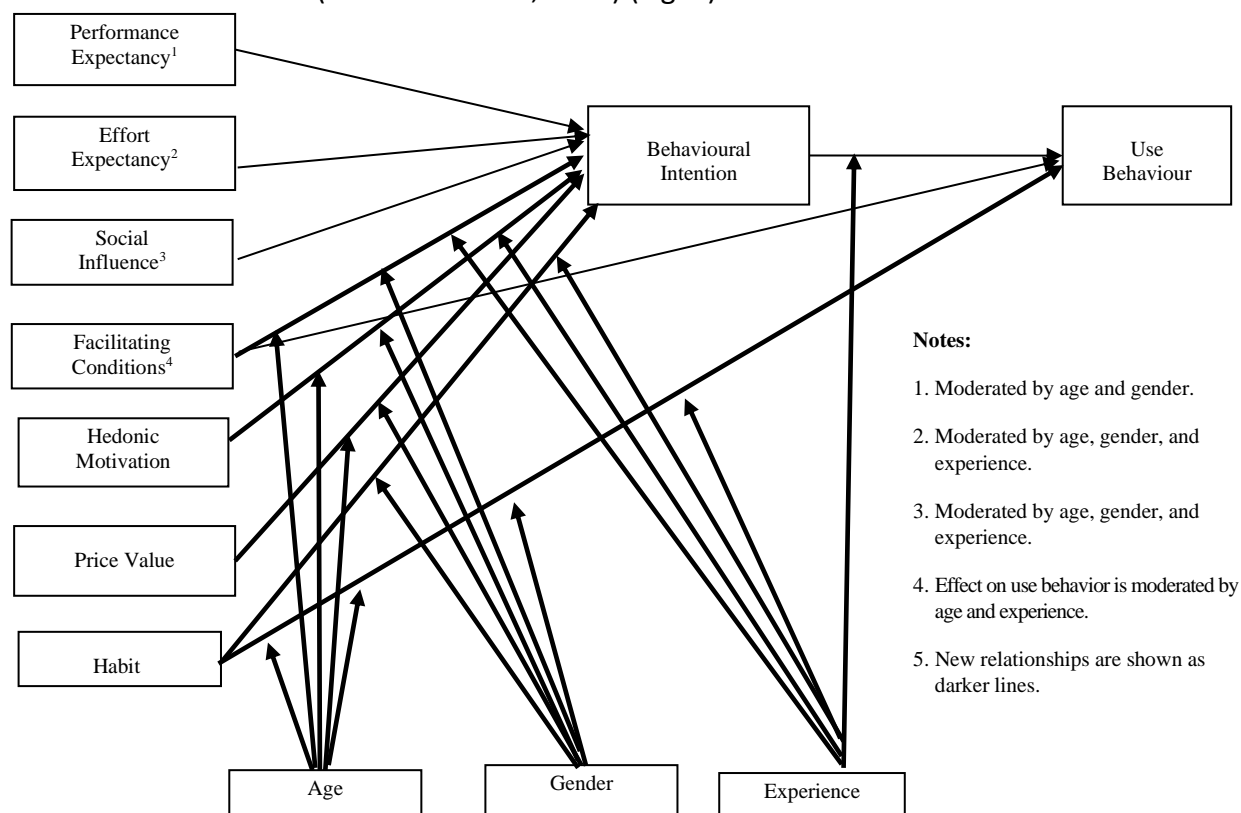 Performance
Expectancy1
Effort
Expectancy2
Behavioural
Intention
Use
Behaviour
Social
Influence3
Facilitating
Conditions4
Hedonic
Motivation
Price Value
Habit
Notes:
1. Moderated by age and gender.
2. Moderated by age, gender, and
experience.
3. Moderated by age, gender, and
experience.
4. Effect on use behavior is moderated by
age and experience.
5. New relationships are shown as
darker lines.
Age
Gender
Experience